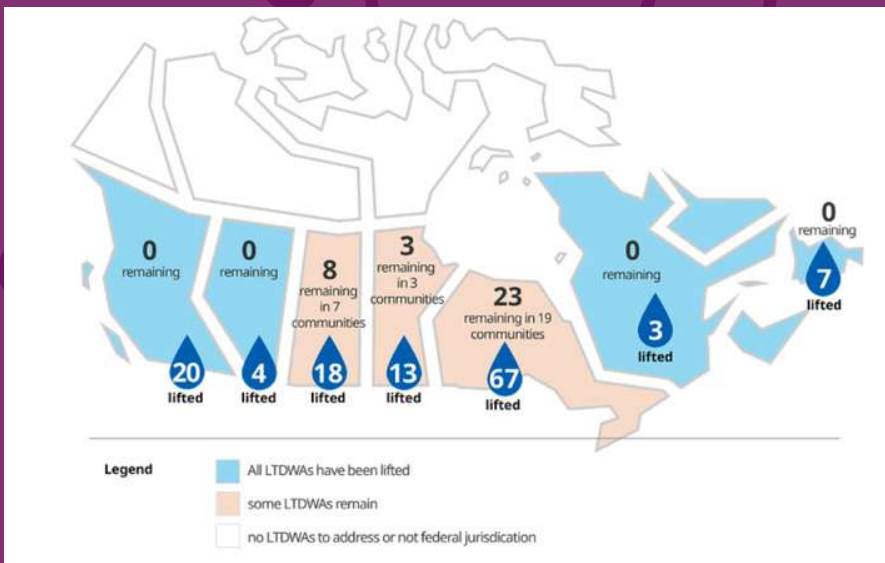 0
remaining
20
lifted
0
remaining
4
lifted
8
remaining
in 7
communities
18
lifted
3
remaining
in 3
communities
13
lifted
23
remaining in 19
communities
67
lifted
0
remaining
3
lifted
0
remaining
7
lifted
Legend
All LTDWAs have been lifted
some LTDWAs remain
no LTDWAs to address or not federal jurisdication